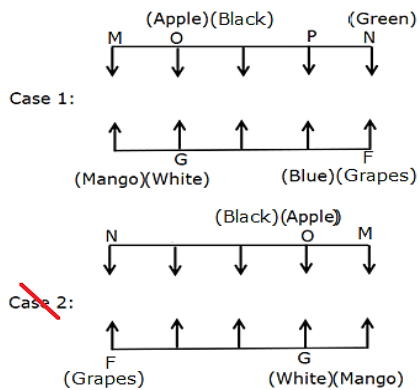 (Apple)(Black) (Green)
M O P N
Case 1:
G F
(Mango)(White) (Blue)(Grapes)
(Black)(Apple)
N O M
Case 2:
F G
(Grapes) (White)(Mango)